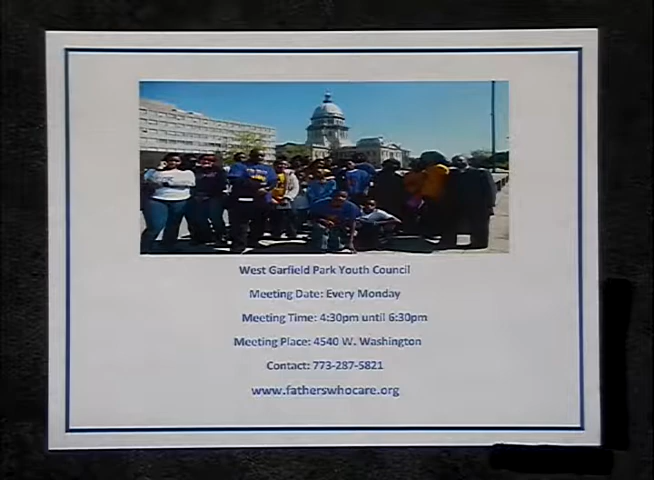 West Garfield Park Youth Council
Meeting Date: Every Monday
Meeting Time: 4:30pm until 6:30pm
Meeting Place: 4540 W. Washington
Contact: 773-287-5821
www.fatherswhocare.org